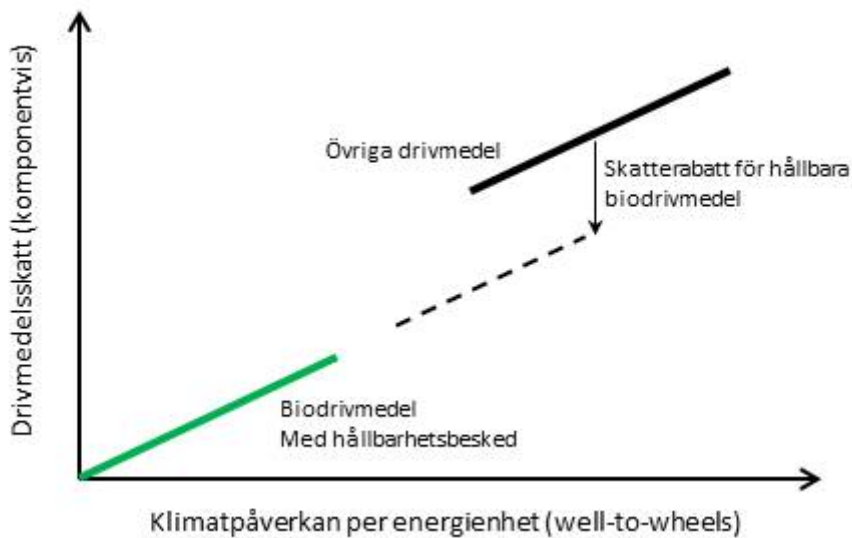 Drivmedelsskatt (komponentvis)
Övriga drivmedel
Skatterabatt för hållbara
biodrivmedel
Biodrivmedel
Med hållbarhetsbesked
Klimatpåverkan per energienhet (well-to-wheels)